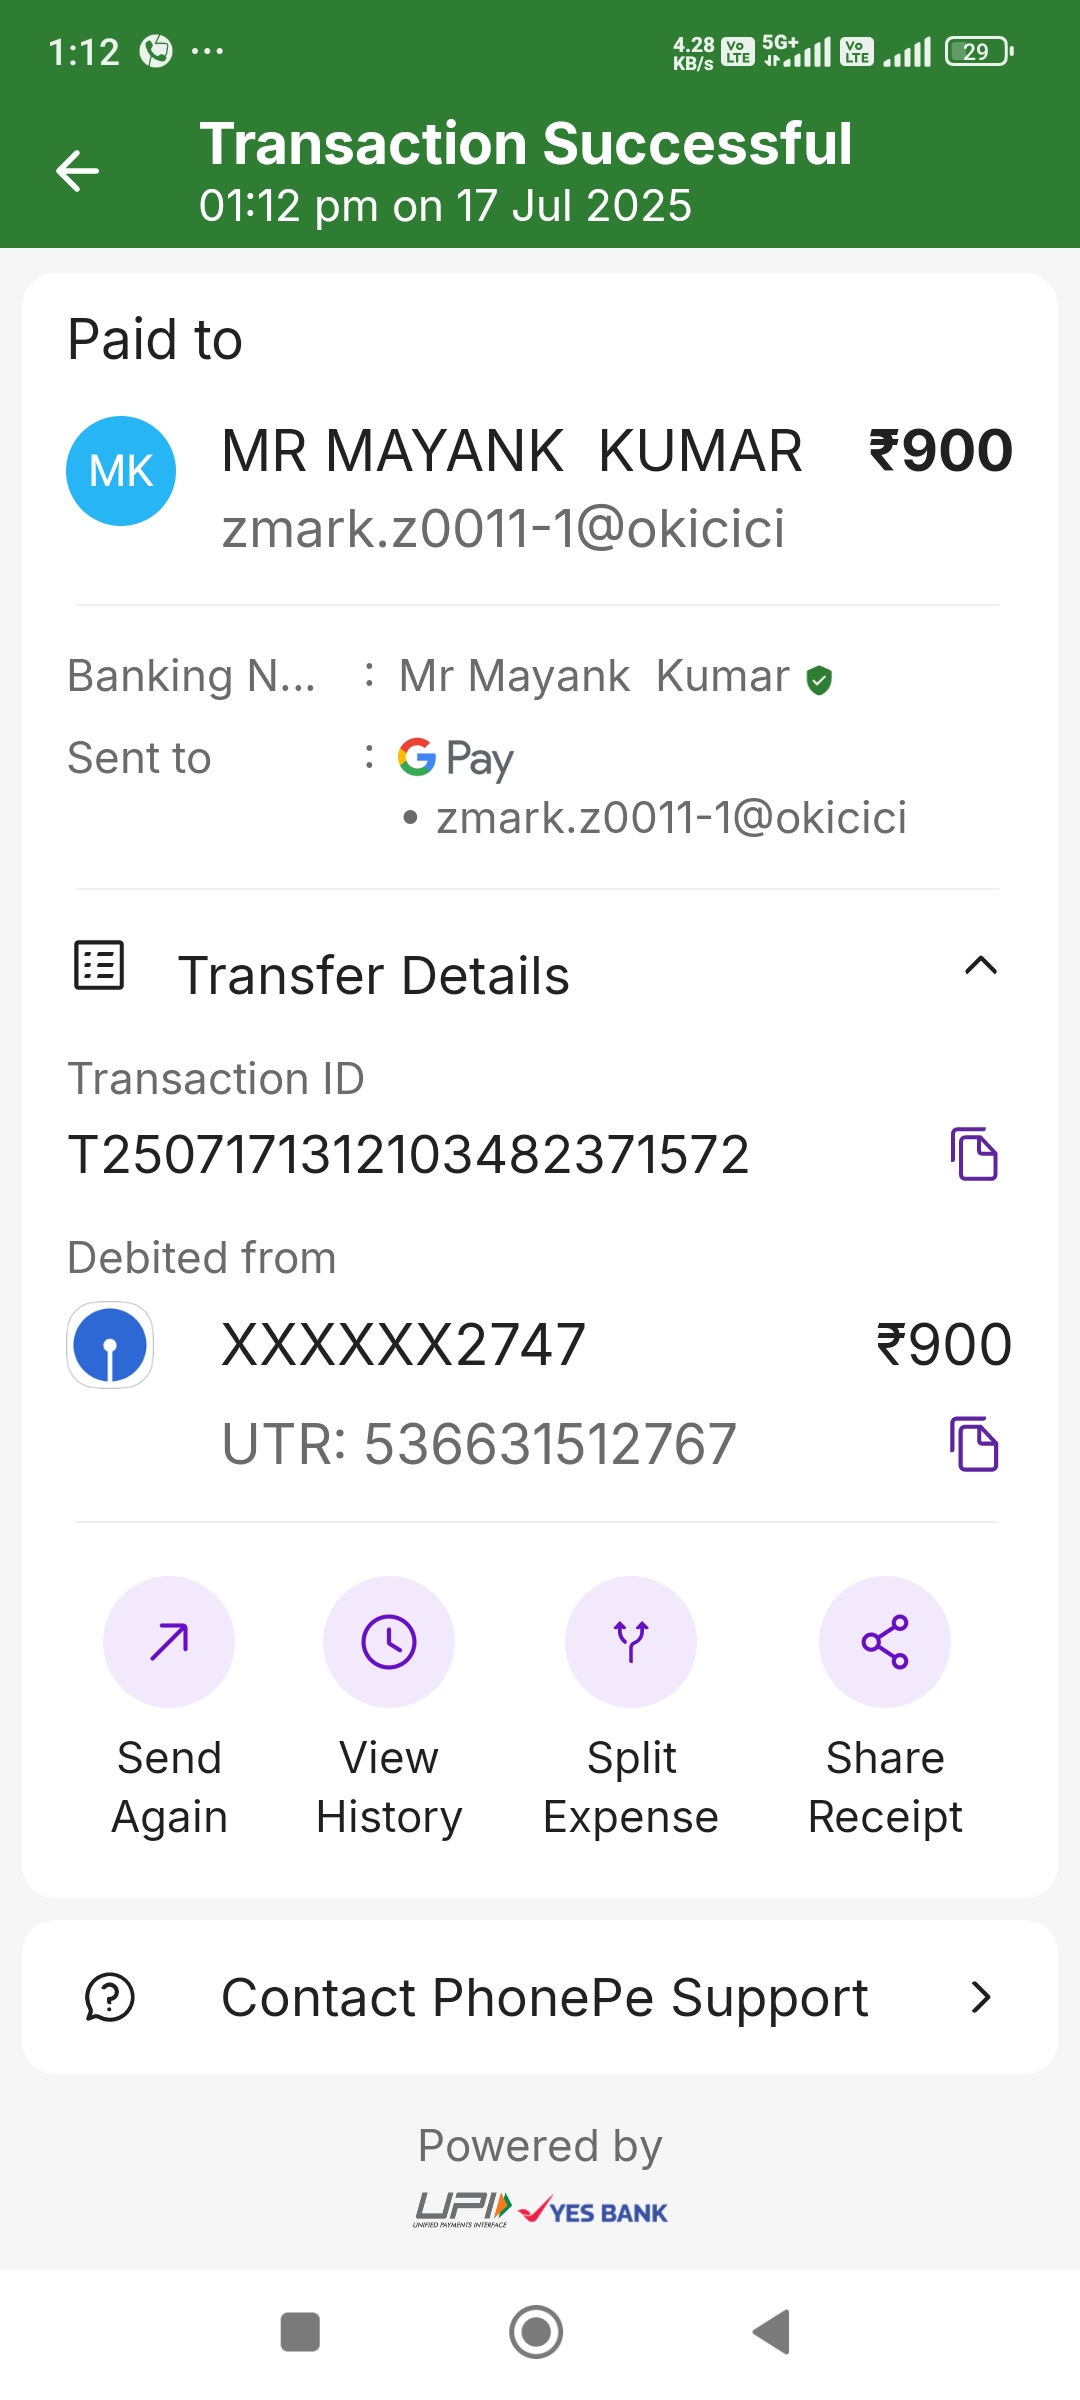 1:12 ... 4.28 KB/s Vo LTE 5G+ Vo LTE 29
Transaction Successful
01:12 pm on 17 Jul 2025
Paid to
MK MR MAYANK KUMAR ₹900
zmark.z0011-1@okicici
Banking N... : Mr Mayank Kumar
Sent to : G Pay
• zmark.z0011-1@okicici
Transfer Details
Transaction ID
T2507171312103482371572
Debited from
XXXXXX2747 ₹900
UTR: 536631512767
Send Again
View History
Split Expense
Share Receipt
Contact PhonePe Support
Powered by
UPI UNIFIED PAYMENTS INTERFACE YES BANK